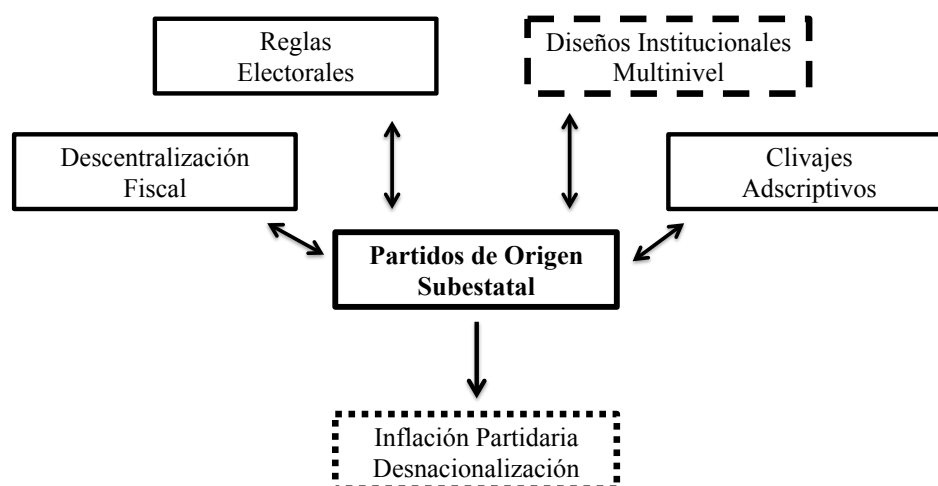 Reglas
Electorales
Diseños Institucionales
Multinivel
Descentralización
Fiscal
Clivajes
Adscriptivos
Partidos de Origen
Subestatal
Inflación Partidaria
Desnacionalización